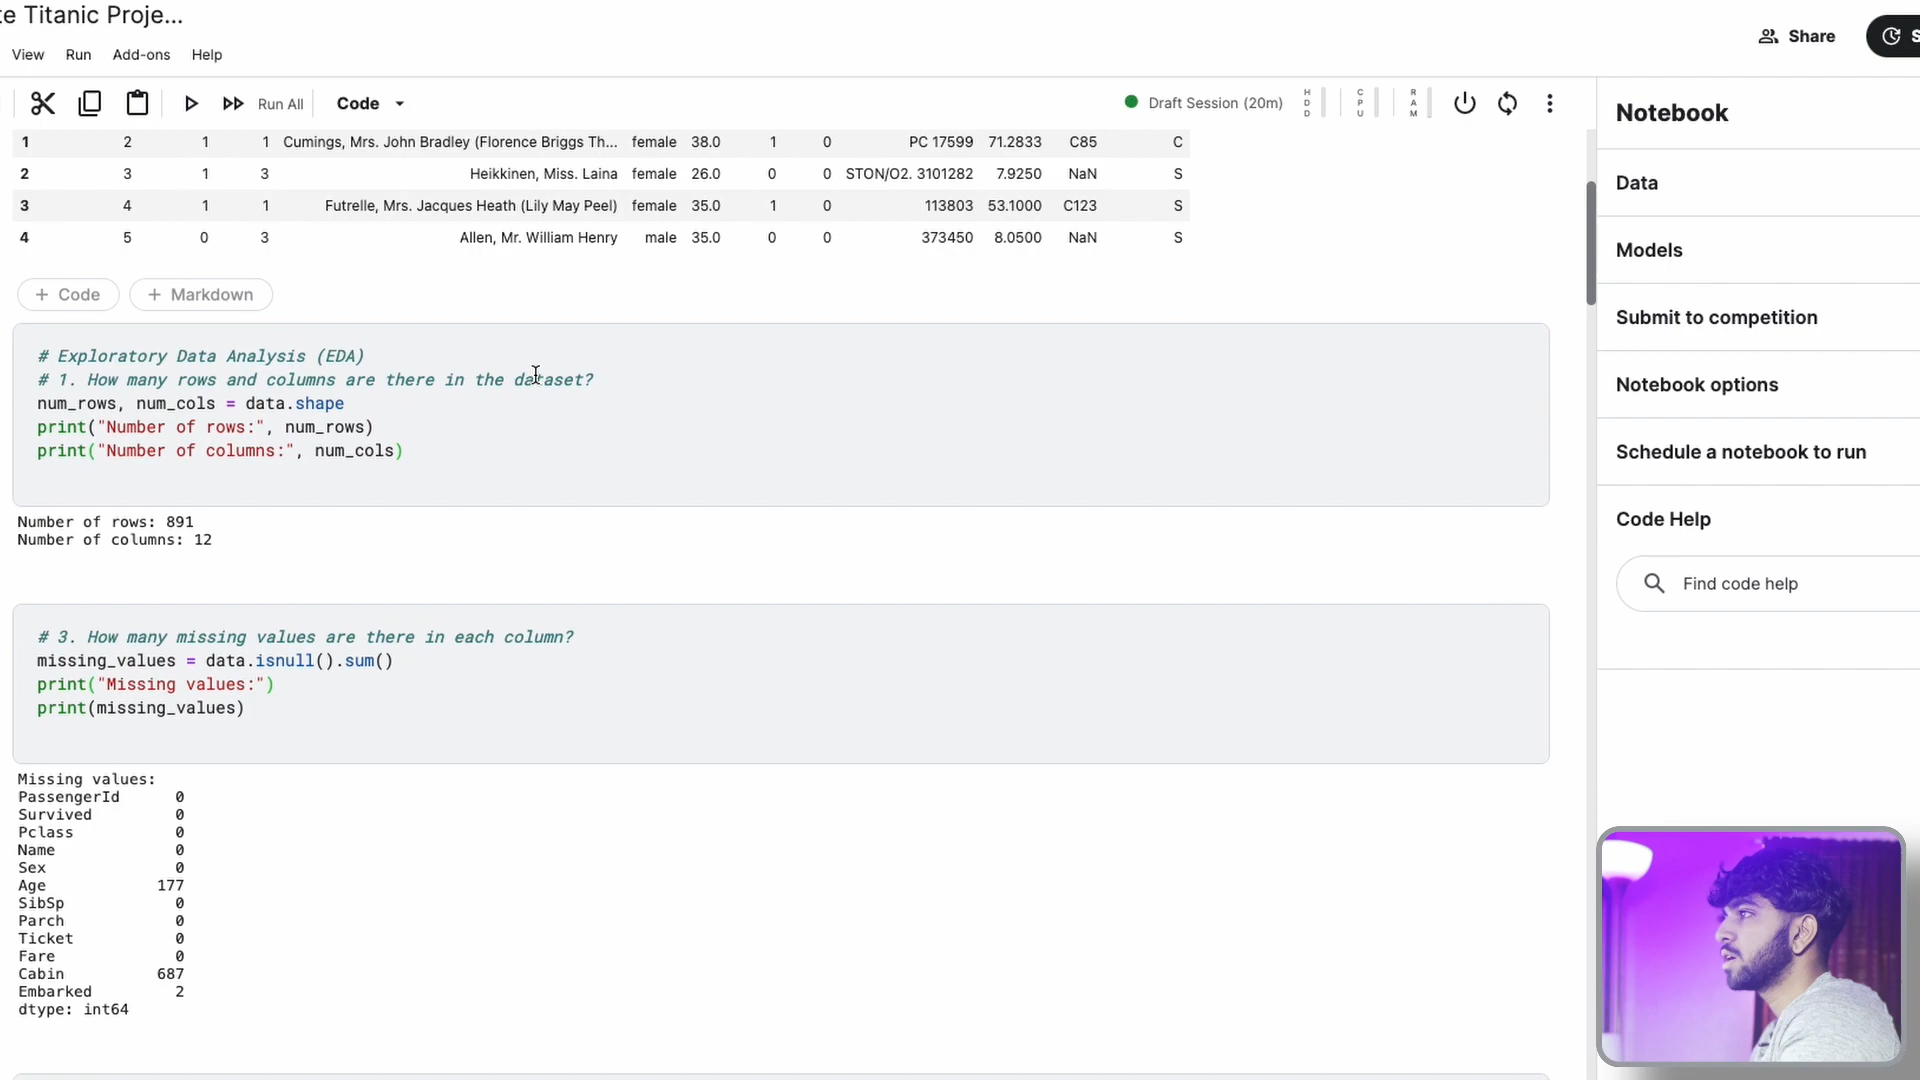 te Titanic Proje...
View Run Add-ons Help
Share
S
Run All Code Draft Session (20m) HDD CPU RAM
1 2 1 1 Cumings, Mrs. John Bradley (Florence Briggs Th... female 38.0 1 0 PC 17599 71.2833 C85 C
2 3 1 3 Heikkinen, Miss. Laina female 26.0 0 0 STON/O2. 3101282 7.9250 NaN S
3 4 1 1 Futrelle, Mrs. Jacques Heath (Lily May Peel) female 35.0 1 0 113803 53.1000 C123 S
4 5 0 3 Allen, Mr. William Henry male 35.0 0 0 373450 8.0500 NaN S
+ Code + Markdown
# Exploratory Data Analysis (EDA)
# 1. How many rows and columns are there in the dataset?
num_rows, num_cols = data.shape
print("Number of rows:", num_rows)
print("Number of columns:", num_cols)
Number of rows: 891
Number of columns: 12
# 3. How many missing values are there in each column?
missing_values = data.isnull().sum()
print("Missing values:")
print(missing_values)
Missing values:
PassengerId 0
Survived 0
Pclass 0
Name 0
Sex 0
Age 177
SibSp 0
Parch 0
Ticket 0
Fare 0
Cabin 687
Embarked 2
dtype: int64
Notebook
Data
Models
Submit to competition
Notebook options
Schedule a notebook to run
Code Help
Find code help